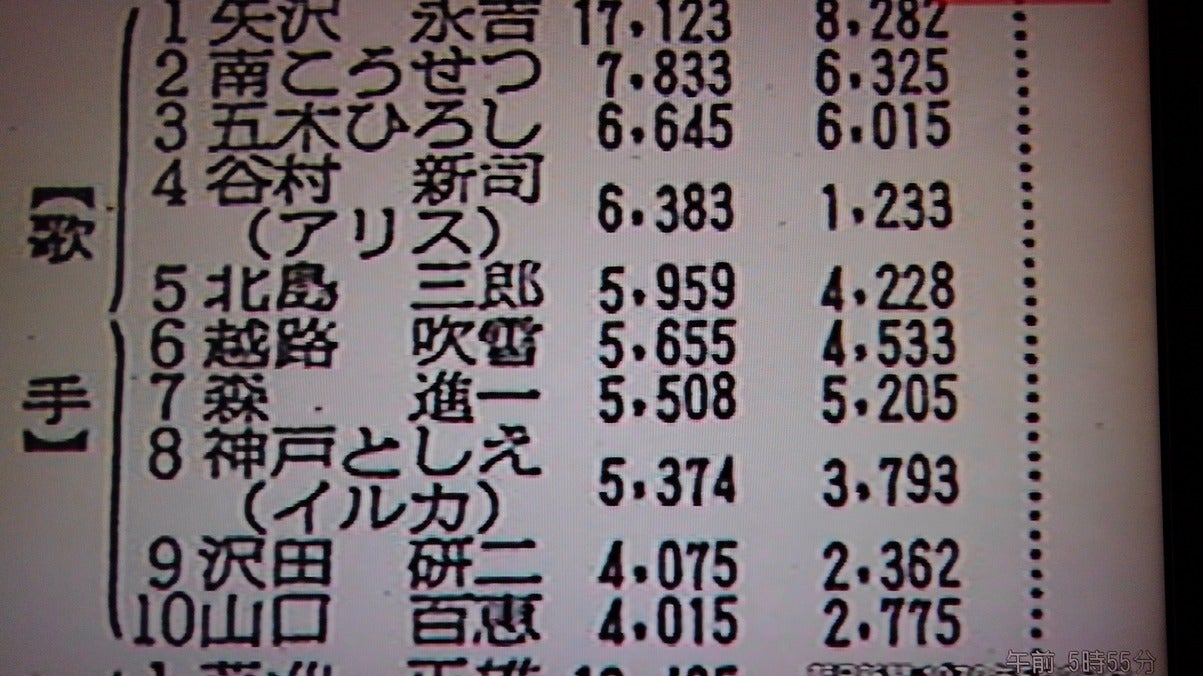 【歌手】
1 矢沢 永吉 17,123 8,282
2 南こうせつ 7,833 6,325
3 五木ひろし 6,645 6,015
4 谷村 新司
(アリス) 6,383 1,233
5 北島 三郎 5,959 4,228
6 越路 吹雪 5,655 4,533
7 森 進一 5,508 5,205
8 神戸としえ
(イルカ) 5,374 3,793
9 沢田 研二 4,075 2,362
10 山口 百恵 4,015 2,775
午前 5時55分